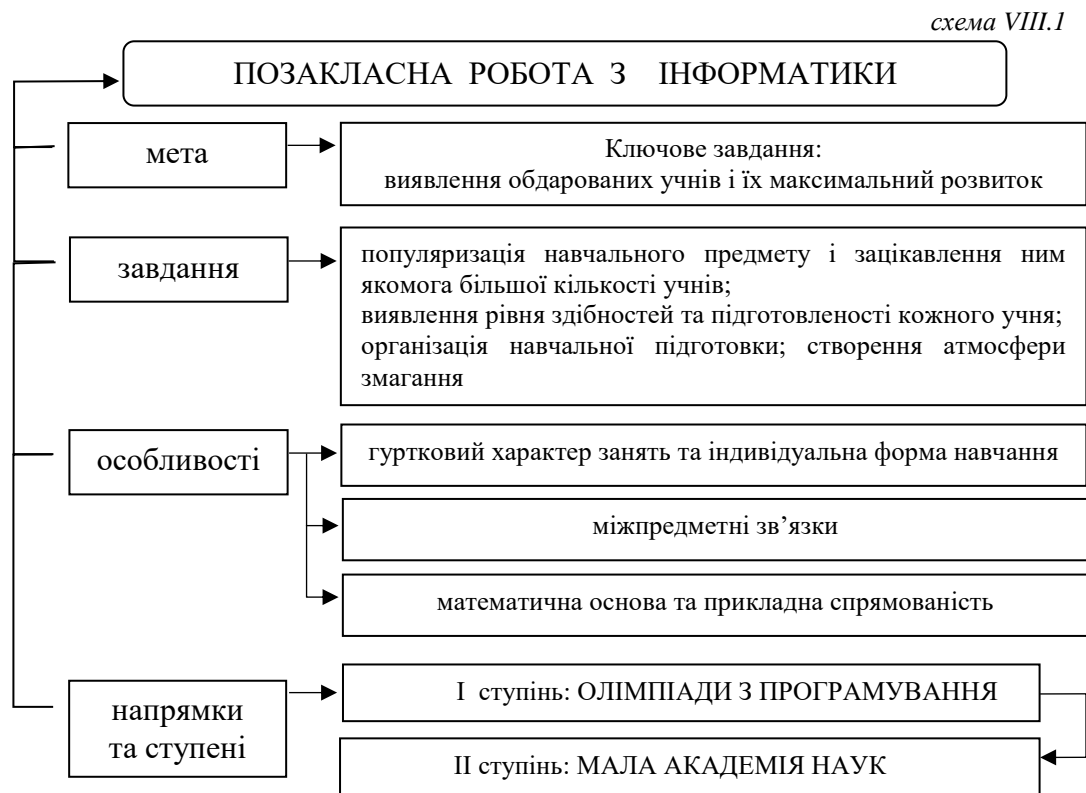 схема VIII.1
ПОЗАКЛАСНА РОБОТА З ІНФОРМАТИКИ
мета
Ключове завдання:
виявлення обдарованих учнів і їх максимальний розвиток
завдання
популяризація навчального предмету і зацікавлення ним
якомога більшої кількості учнів;
виявлення рівня здібностей та підготовленості кожного учня;
організація навчальної підготовки; створення атмосфери
змагання
особливості
гуртковий характер занять та індивідуальна форма навчання
міжпредметні зв’язки
математична основа та прикладна спрямованість
напрямки
та ступені
І ступінь: ОЛІМПІАДИ З ПРОГРАМУВАННЯ
ІІ ступінь: МАЛА АКАДЕМІЯ НАУК